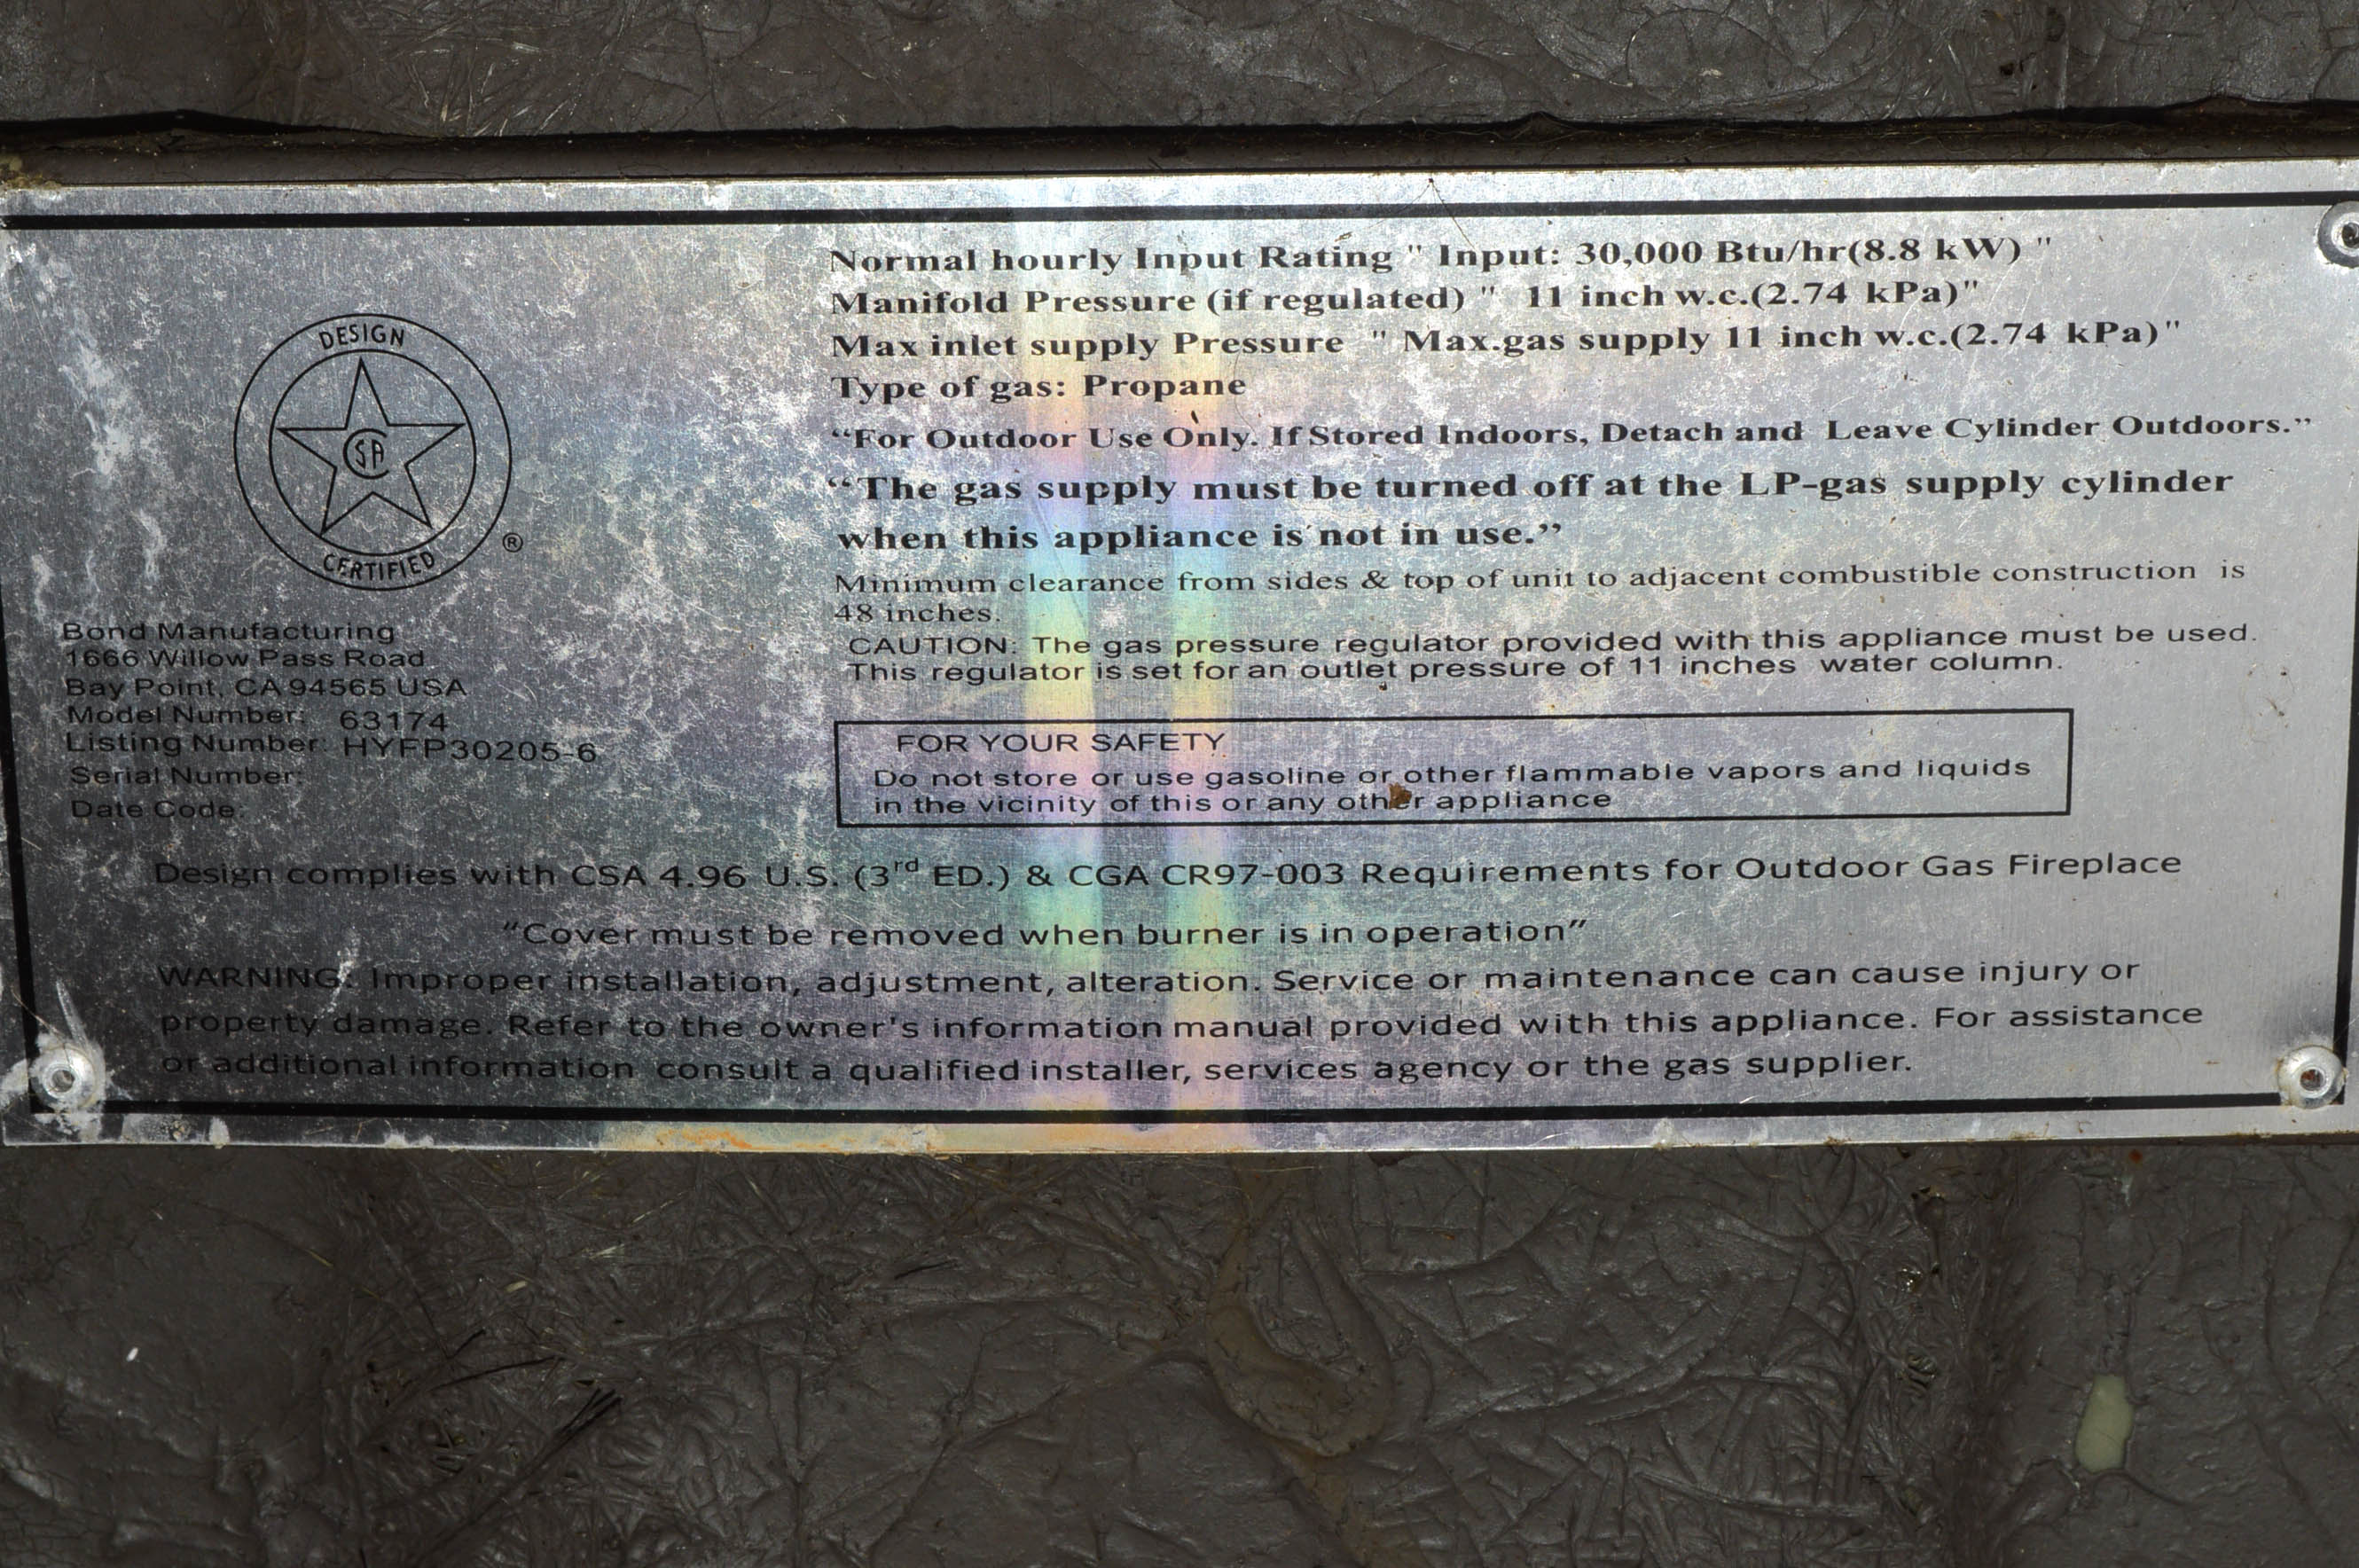 DESIGN
CSA
CERTIFIED
®
Bond Manufacturing
1666 Willow Pass Road
Bay Point, CA 94565 USA
Model Number: 63174
Listing Number: HYFP30205-6
Serial Number:
Date Code:
Normal hourly Input Rating " Input: 30,000 Btu/hr(8.8 kW) "
Manifold Pressure (if regulated) " 11 inch w.c.(2.74 kPa)"
Max inlet supply Pressure " Max.gas supply 11 inch w.c.(2.74 kPa)"
Type of gas: Propane
“For Outdoor Use Only. If Stored Indoors, Detach and Leave Cylinder Outdoors.”
“The gas supply must be turned off at the LP-gas supply cylinder
when this appliance is not in use.”
Minimum clearance from sides & top of unit to adjacent combustible construction is
48 inches.
CAUTION: The gas pressure regulator provided with this appliance must be used.
This regulator is set for an outlet pressure of 11 inches water column.
FOR YOUR SAFETY
Do not store or use gasoline or other flammable vapors and liquids
in the vicinity of this or any other appliance
Design complies with CSA 4.96 U.S. (3rd ED.) & CGA CR97-003 Requirements for Outdoor Gas Fireplace
“Cover must be removed when burner is in operation”
WARNING: Improper installation, adjustment, alteration. Service or maintenance can cause injury or
property damage. Refer to the owner's information manual provided with this appliance. For assistance
or additional information consult a qualified installer, services agency or the gas supplier.